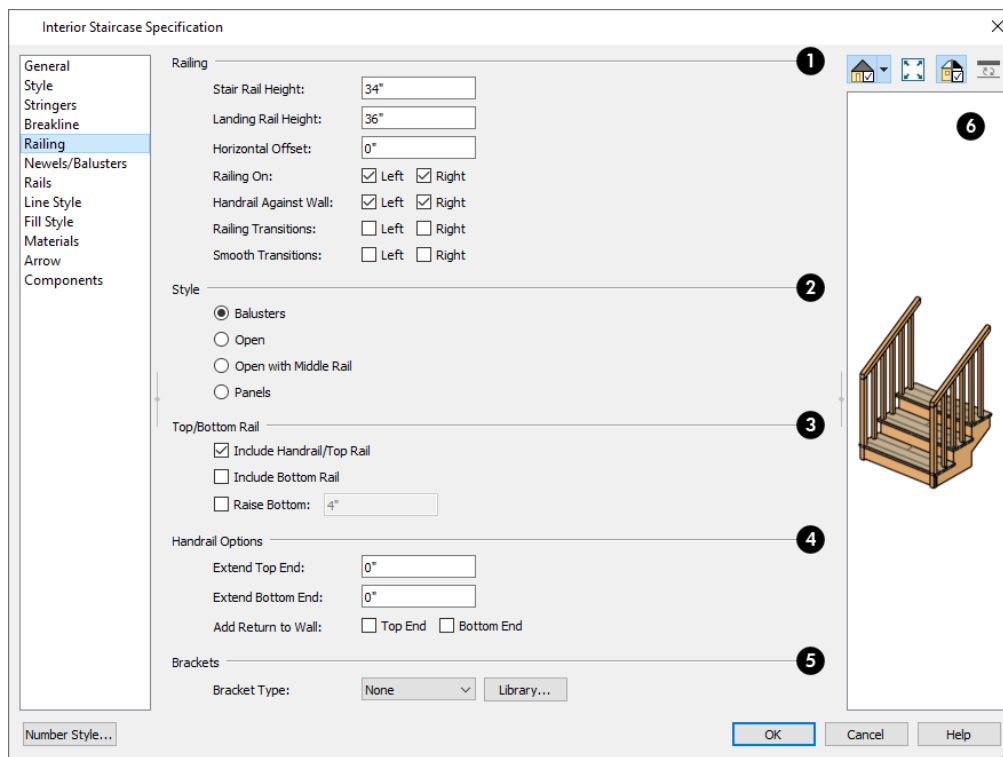 Interior Staircase Specification
General
Style
Stringers
Breakline
Railing
Newels/Balusters
Rails
Line Style
Fill Style
Materials
Arrow
Components
Number Style...
Railing 1
Stair Rail Height: 34"
Landing Rail Height: 36"
Horizontal Offset: 0"
Railing On: Left Right
Handrail Against Wall: Left Right
Railing Transitions: Left Right
Smooth Transitions: Left Right
Style 2
Balusters
Open
Open with Middle Rail
Panels
Top/Bottom Rail 3
Include Handrail/Top Rail
Include Bottom Rail
Raise Bottom: 4"
Handrail Options 4
Extend Top End: 0"
Extend Bottom End: 0"
Add Return to Wall: Top End Bottom End
Brackets 5
Bracket Type: None Library...
6
OK Cancel Help